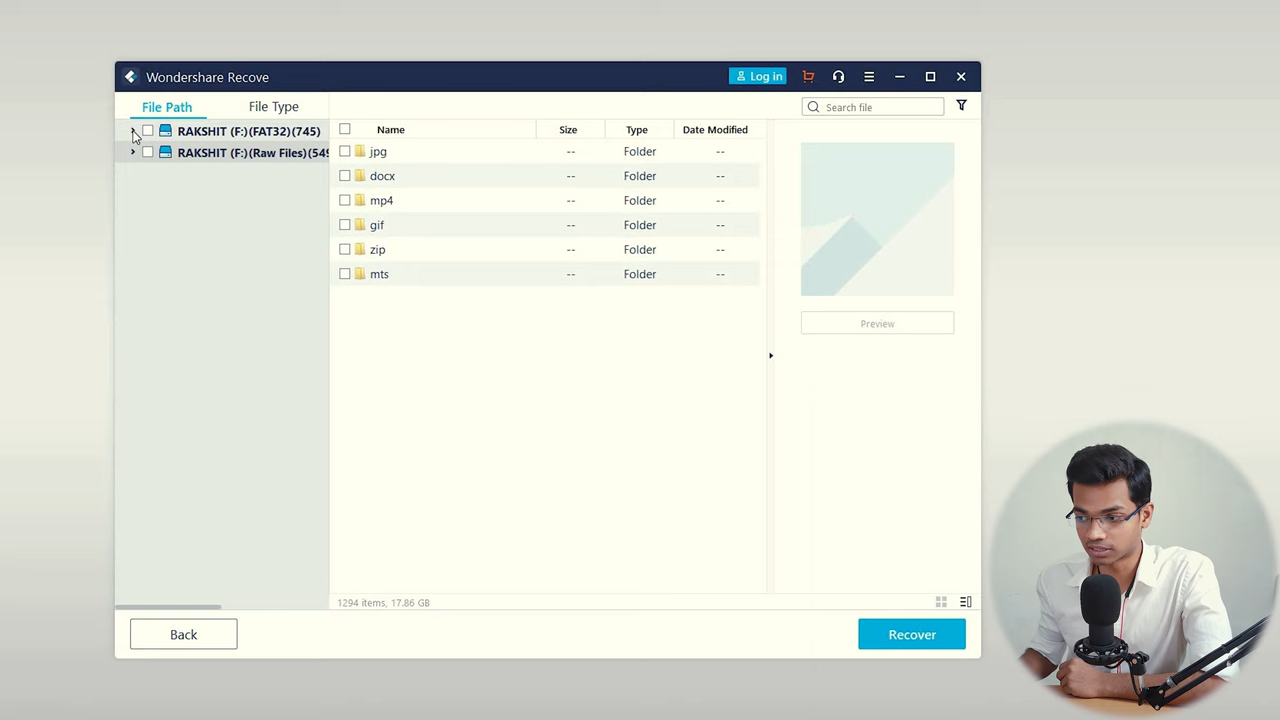 Wondershare Recove
Log in
File Path
File Type
Search file
RAKSHIT (F:)(FAT32)(745)
RAKSHIT (F:)(Raw Files)(549
Name
Size
Type
Date Modified
jpg
--
Folder
--
docx
--
Folder
--
mp4
--
Folder
--
gif
--
Folder
--
zip
--
Folder
--
mts
--
Folder
--
Preview
1294 items, 17.86 GB
Back
Recover